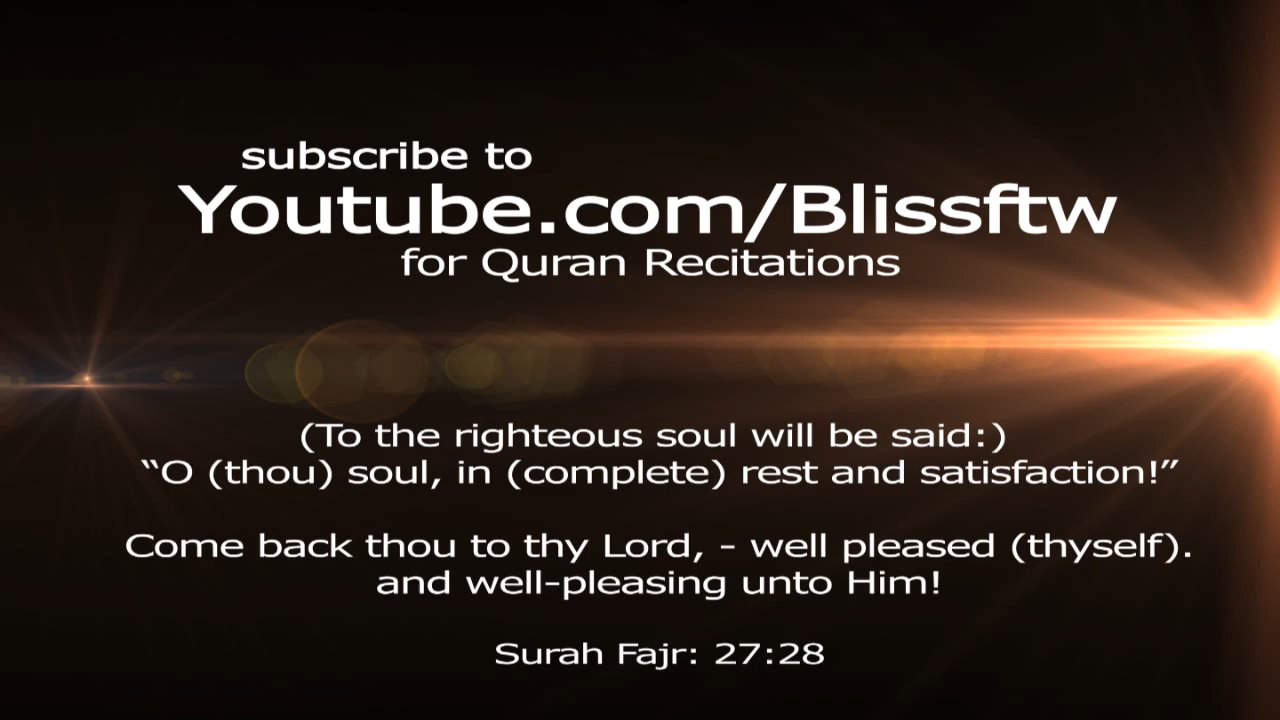 subscribe to
Youtube.com/Blissftw
for Quran Recitations
(To the righteous soul will be said:)
“O (thou) soul, in (complete) rest and satisfaction!”
Come back thou to thy Lord, - well pleased (thyself).
and well-pleasing unto Him!
Surah Fajr: 27:28